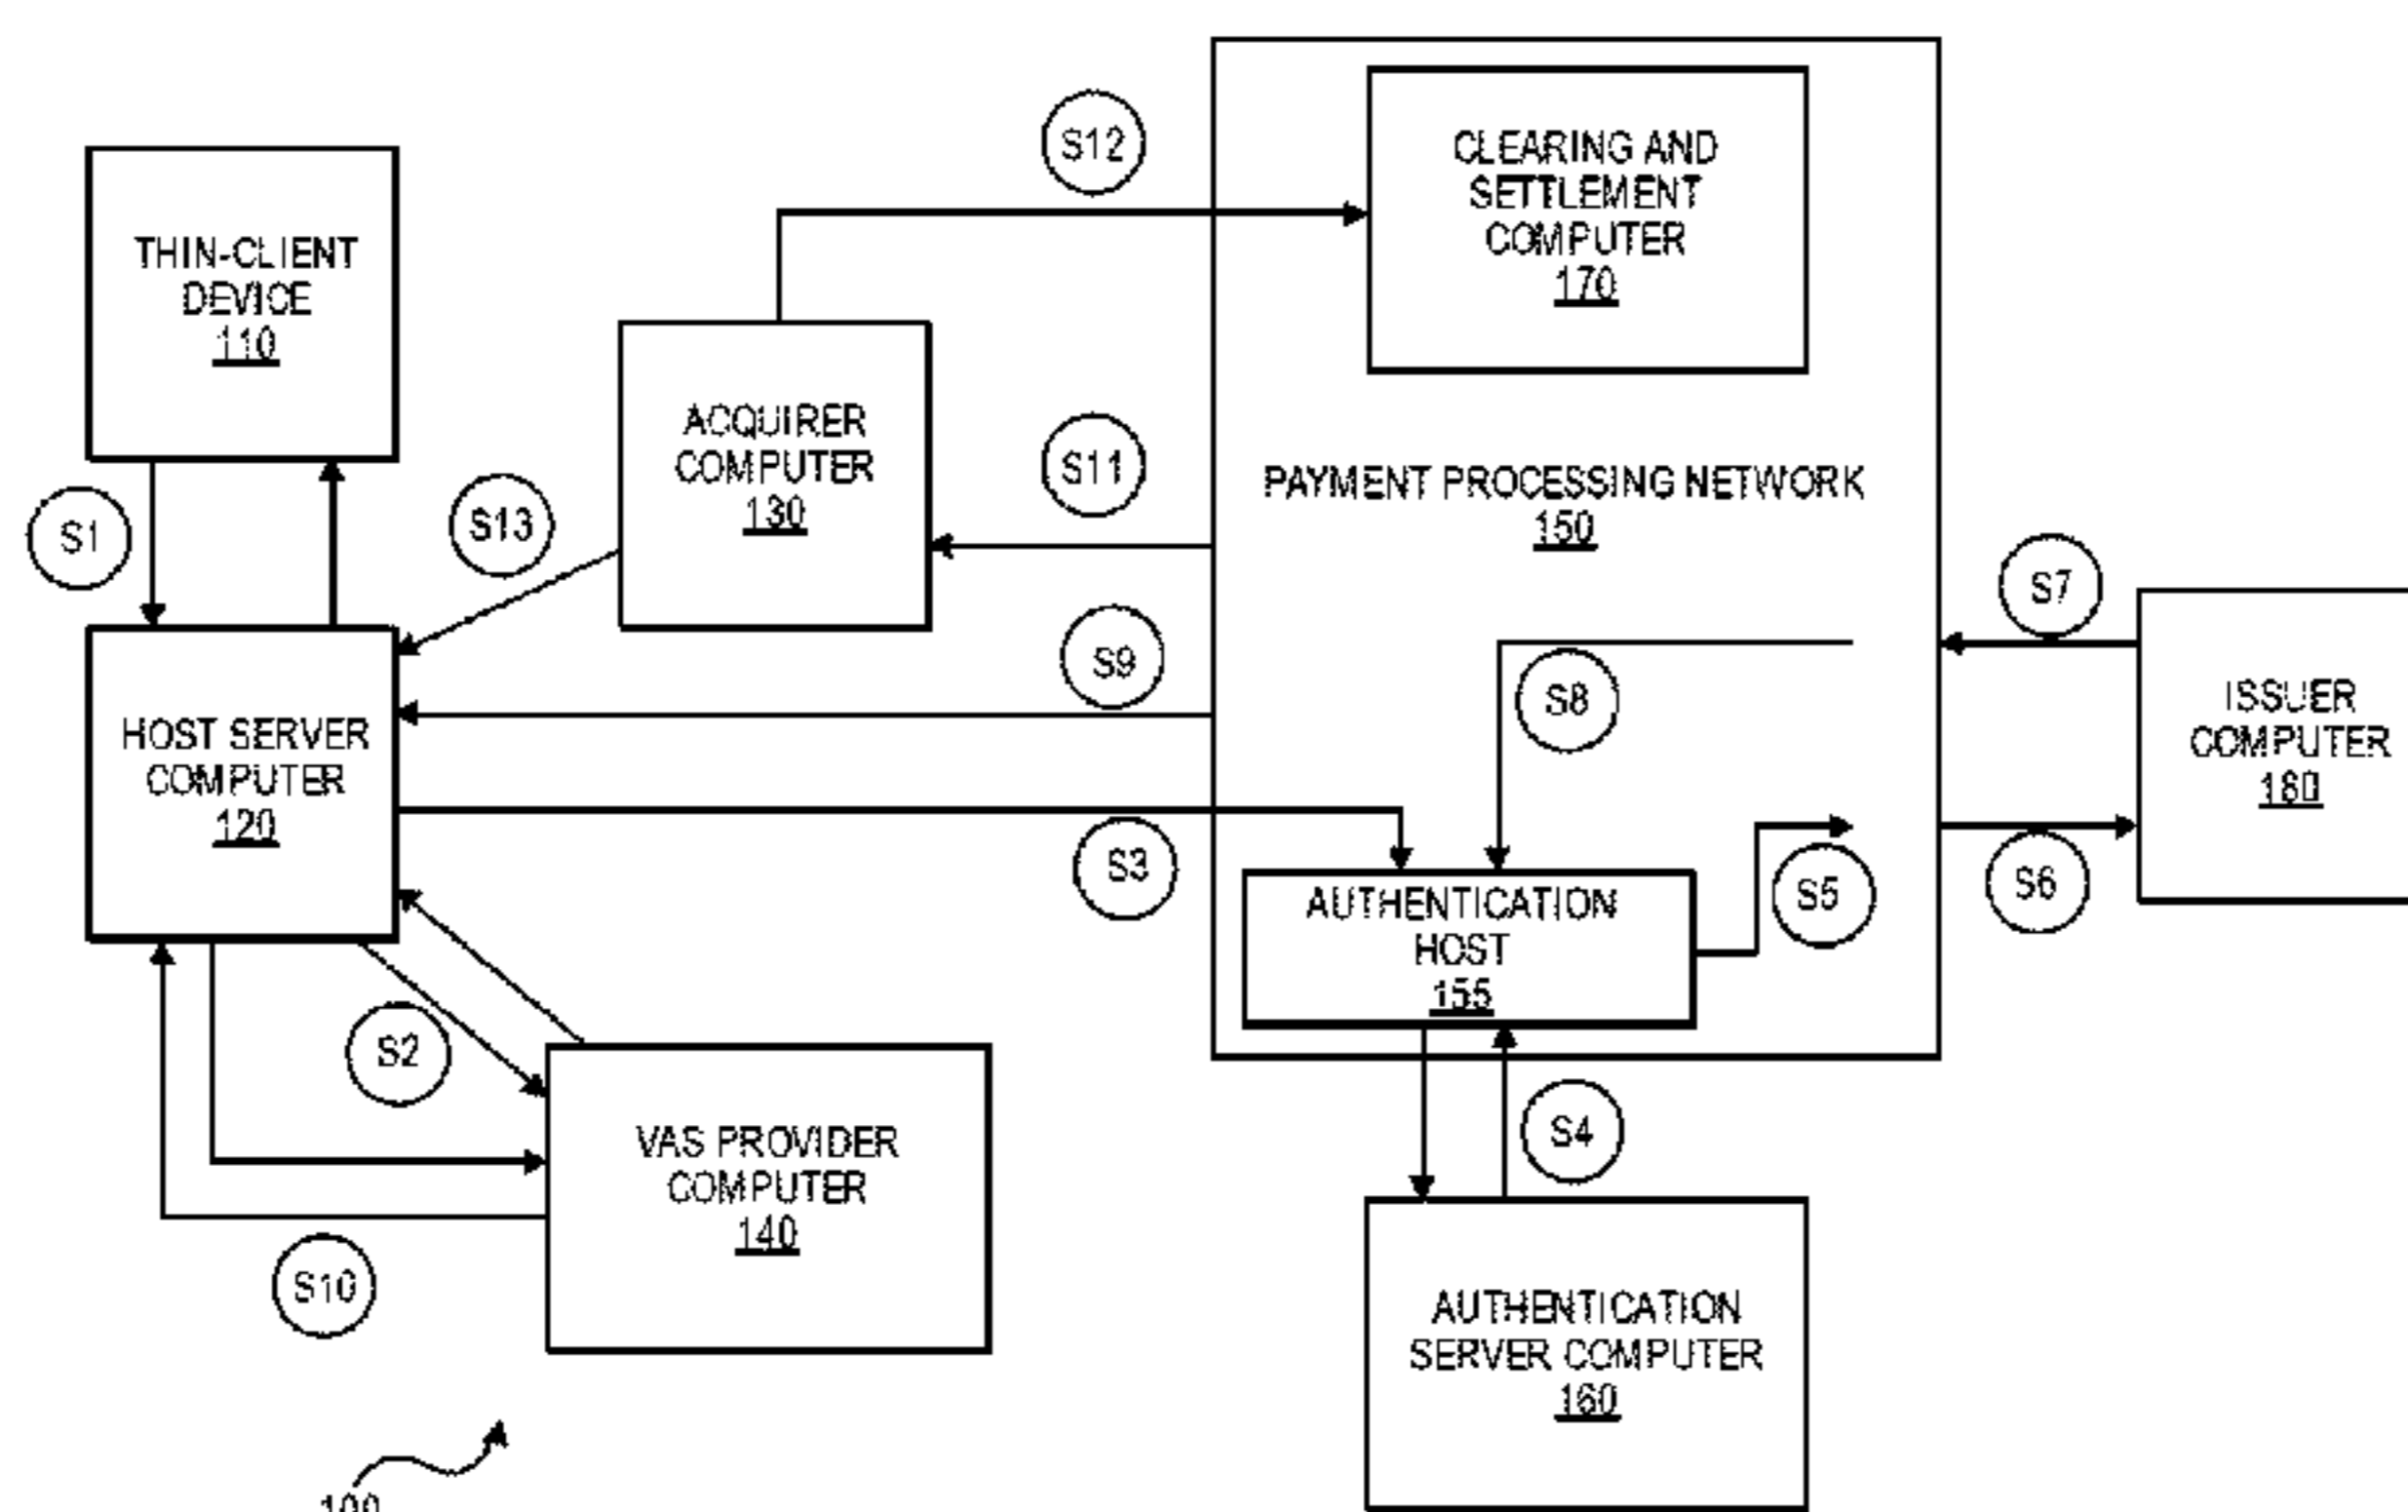 S12
CLEARING AND
SETTLEMENT
COMPUTER
170
THIN-CLIENT
DEVICE
110
ACQUIRER
COMPUTER
130
S11
PAYMENT PROCESSING NETWORK
150
S1
S13
S7
S9
S8
HOST SERVER
COMPUTER
120
ISSUER
COMPUTER
180
S3
S5
S6
AUTHENTICATION
HOST
155
S2
S4
VAS PROVIDER
COMPUTER
140
S10
AUTHENTICATION
SERVER COMPUTER
160
100